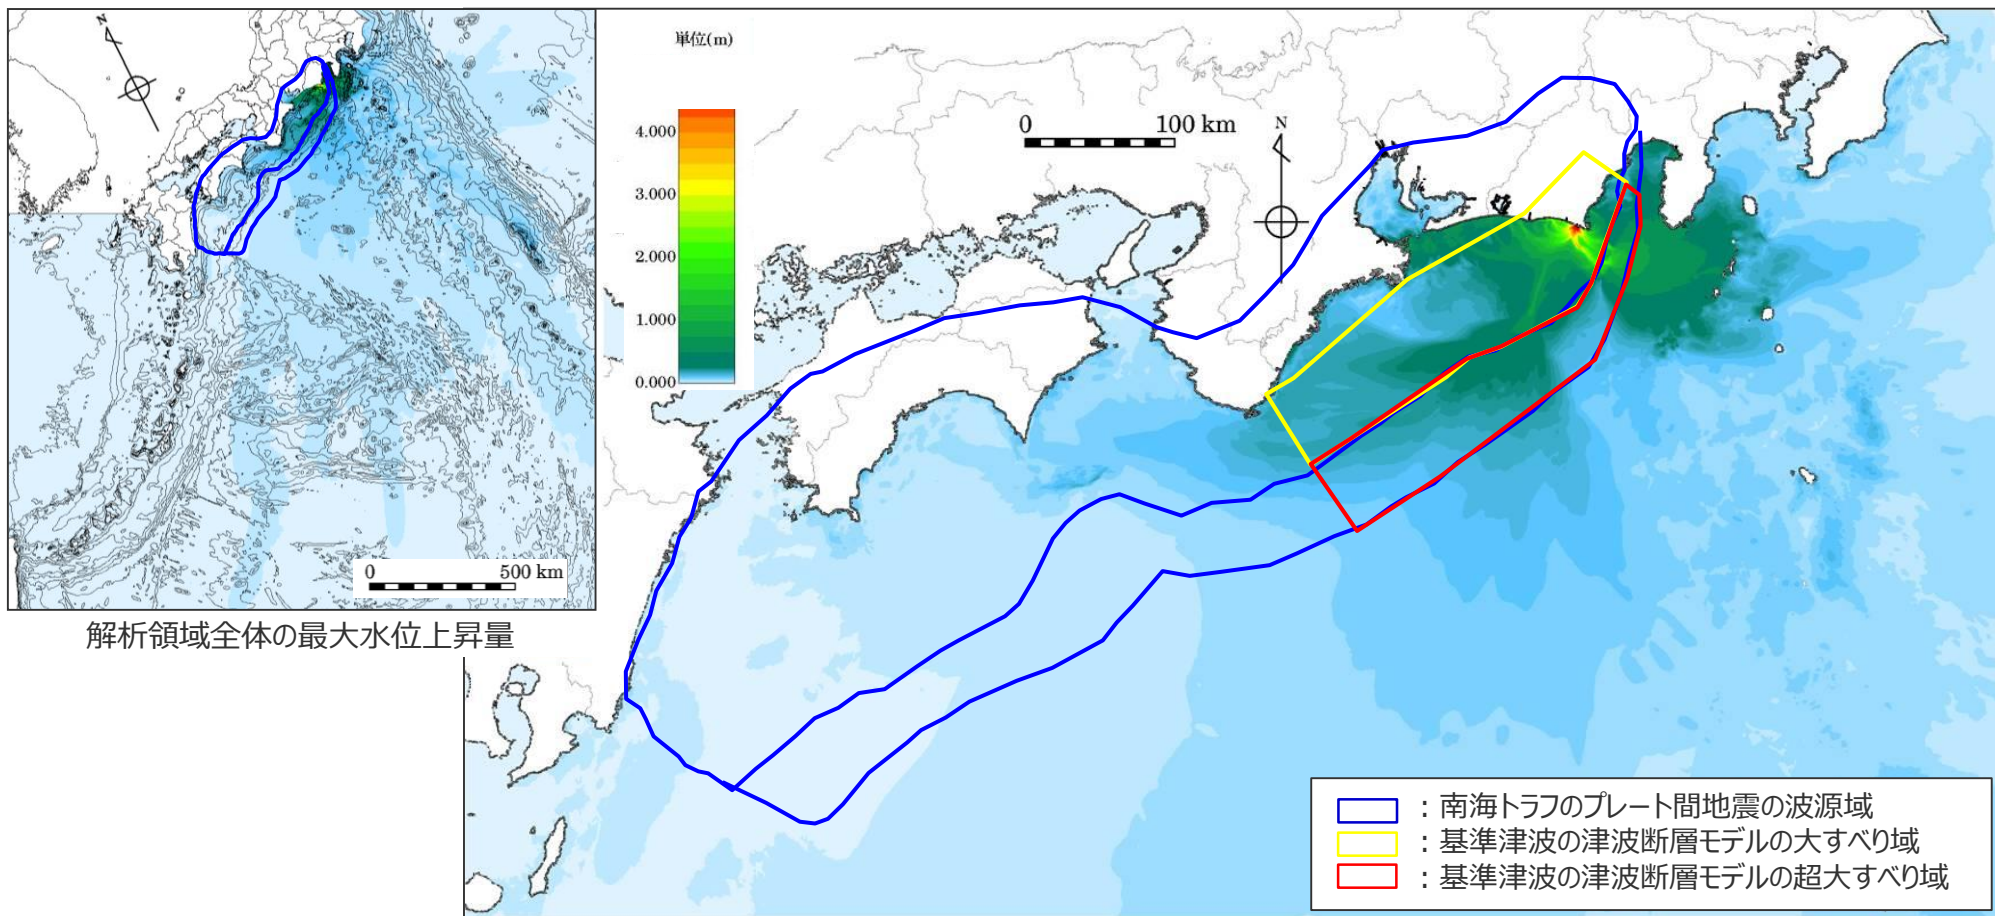 N
0 500 km
解析領域全体の最大水位上昇量
単位(m)
4.000
3.000
2.000
1.000
0.000
0 100 km
N
：南海トラフのプレート間地震の波源域
：基準津波の津波断層モデルの大すべり域
：基準津波の津波断層モデルの超大すべり域